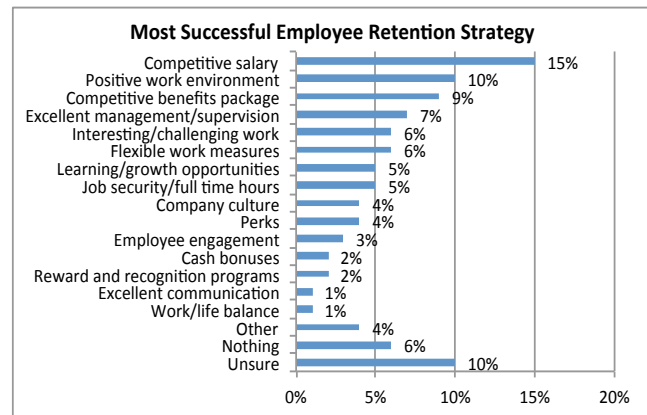 Most Successful Employee Retention Strategy
Competitive salary 15%
Positive work environment 10%
Competitive benefits package 9%
Excellent management/supervision 7%
Interesting/challenging work 6%
Flexible work measures 6%
Learning/growth opportunities 5%
Job security/full time hours 5%
Company culture 4%
Perks 4%
Employee engagement 3%
Cash bonuses 2%
Reward and recognition programs 2%
Excellent communication 1%
Work/life balance 1%
Other 4%
Nothing 6%
Unsure 10%
0% 5% 10% 15% 20%